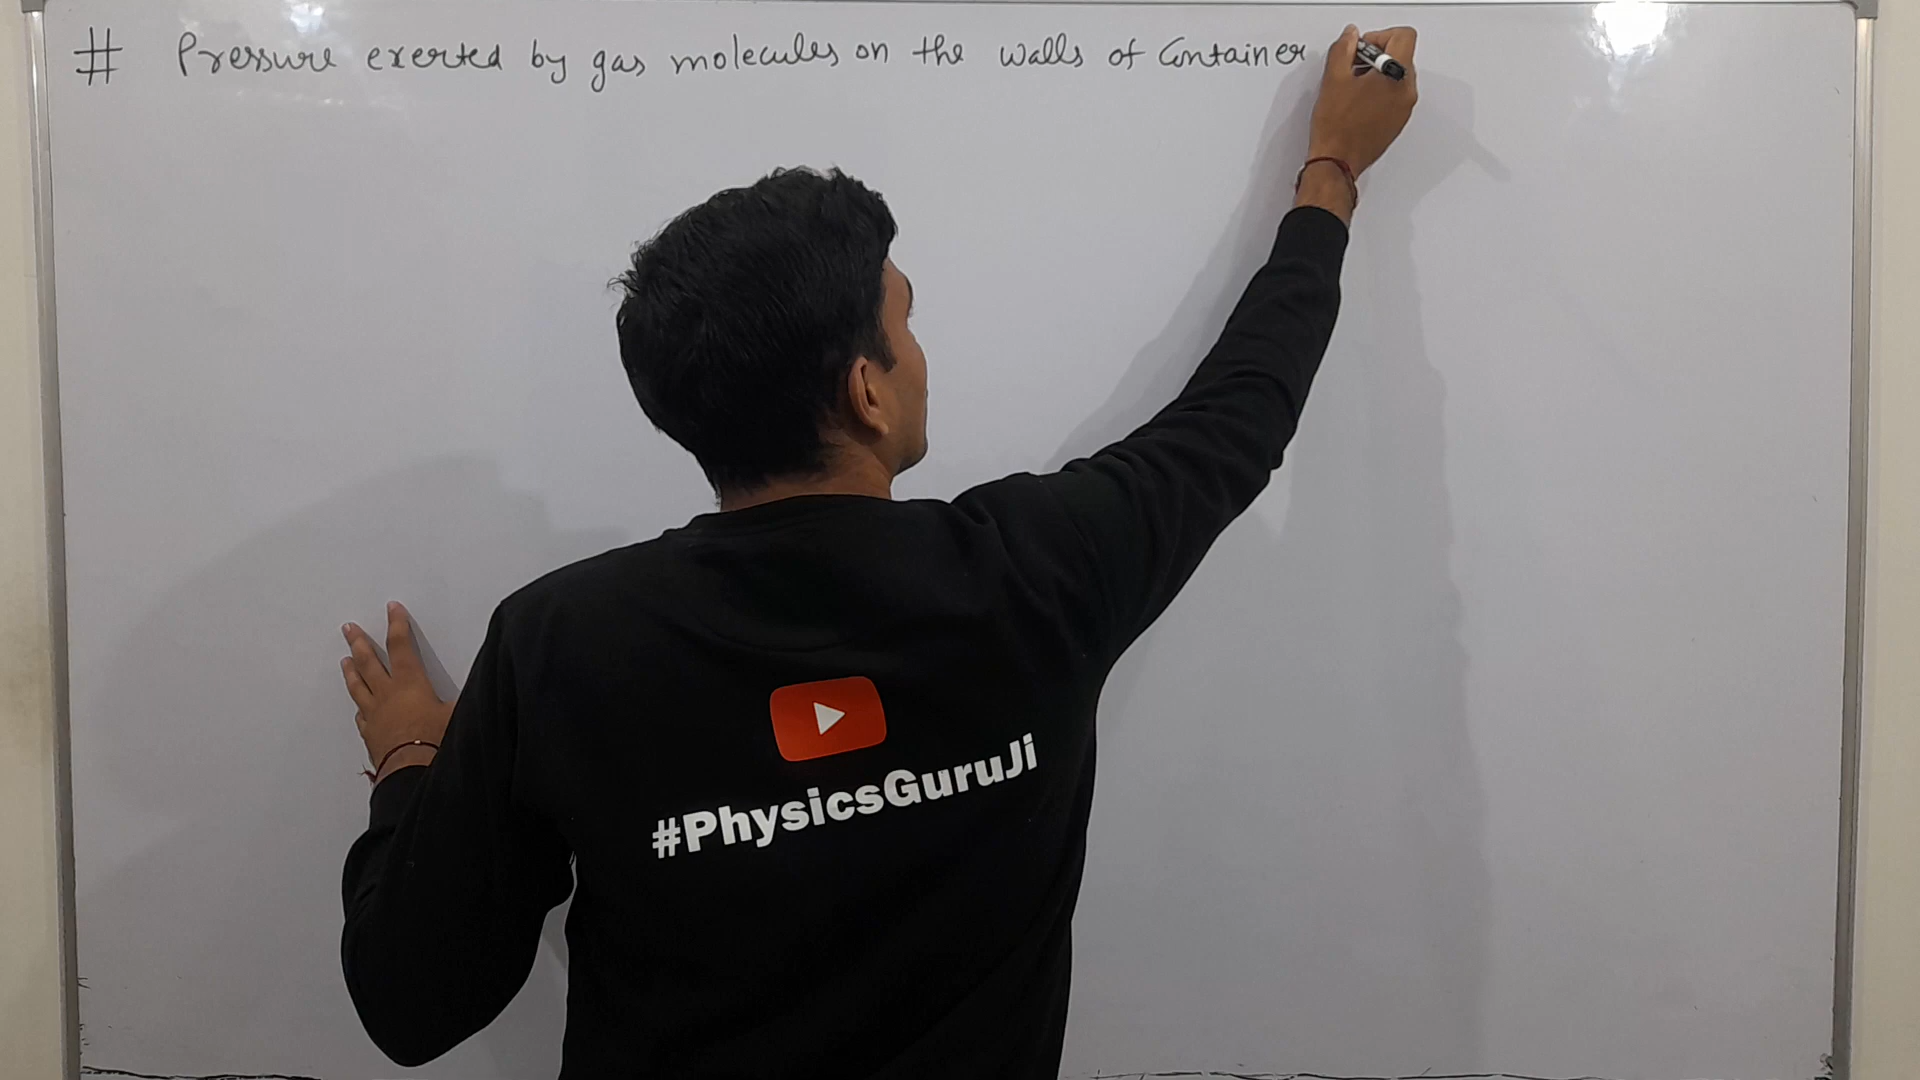 # Pressure exerted by gas molecules on the walls of Container
#PhysicsGuruJi